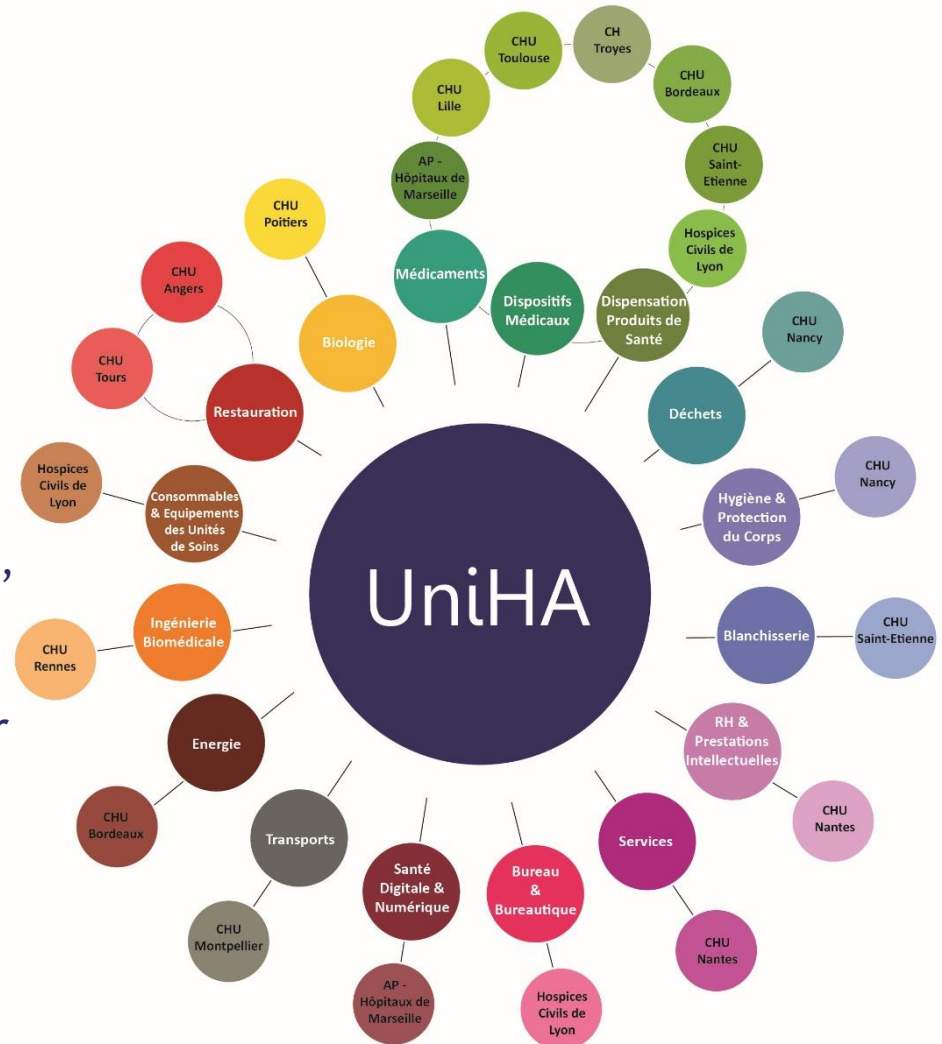 CH
Troyes
CHU
Toulouse
CHU
Bordeaux
CHU
Lille
CHU
Saint-
Etienne
AP -
Hôpitaux de
Marseille
Hospices
Civils de
Lyon
CHU
Poitiers
Médicaments
Dispositifs
Médicaux
Dispensation
Produits de
Santé
CHU
Angers
CHU
Tours
Restauration
Biologie
CHU
Nancy
Déchets
Hospices
Civils de
Lyon
Consommables
& Equipements
des Unités
de Soins
Hygiène &
Protection
du Corps
CHU
Nancy
,
UniHA
CHU
Rennes
Ingénierie
Biomédicale
Blanchisserie
CHU
Saint-Etienne
r
Energie
CHU
Bordeaux
RH &
Prestations
Intellectuelles
CHU
Nantes
Transports
CHU
Montpellier
Services
CHU
Nantes
Santé
Digitale &
Numérique
AP -
Hôpitaux de
Marseille
Bureau
&
Bureautique
Hospices
Civils de
Lyon